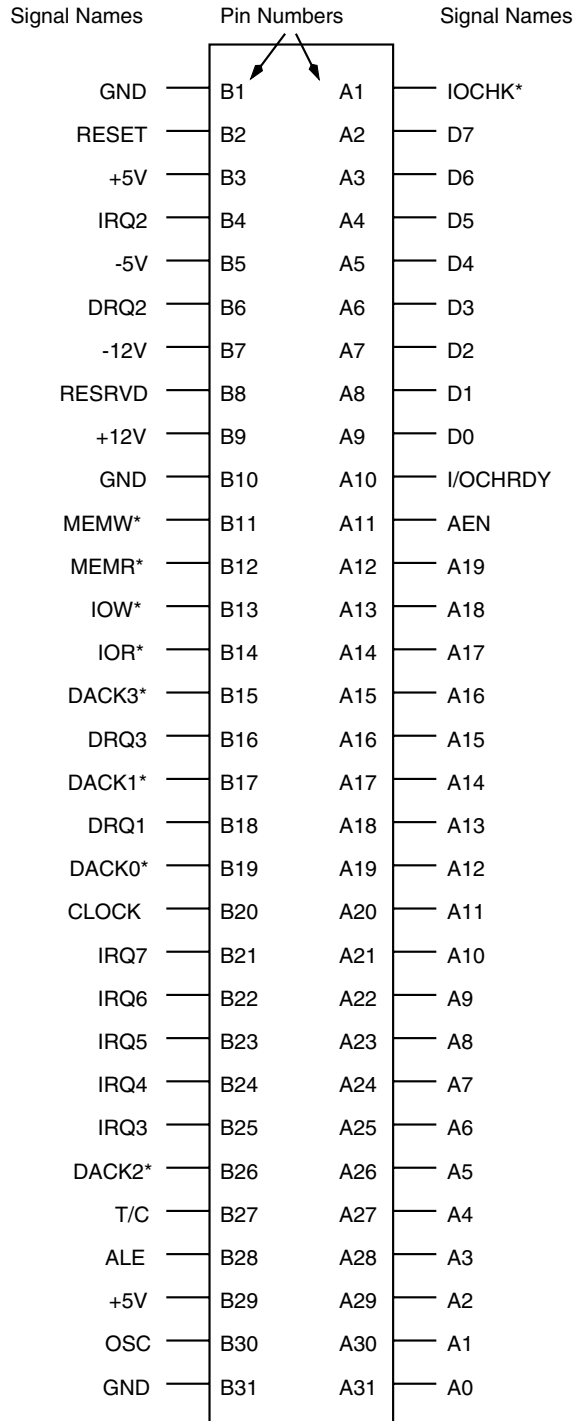 Signal Names Pin Numbers Signal Names
GND B1 A1 IOCHK*
RESET B2 A2 D7
+5V B3 A3 D6
IRQ2 B4 A4 D5
-5V B5 A5 D4
DRQ2 B6 A6 D3
-12V B7 A7 D2
RESRVD B8 A8 D1
+12V B9 A9 D0
GND B10 A10 I/OCHRDY
MEMW* B11 A11 AEN
MEMR* B12 A12 A19
IOW* B13 A13 A18
IOR* B14 A14 A17
DACK3* B15 A15 A16
DRQ3 B16 A16 A15
DACK1* B17 A17 A14
DRQ1 B18 A18 A13
DACK0* B19 A19 A12
CLOCK B20 A20 A11
IRQ7 B21 A21 A10
IRQ6 B22 A22 A9
IRQ5 B23 A23 A8
IRQ4 B24 A24 A7
IRQ3 B25 A25 A6
DACK2* B26 A26 A5
T/C B27 A27 A4
ALE B28 A28 A3
+5V B29 A29 A2
OSC B30 A30 A1
GND B31 A31 A0